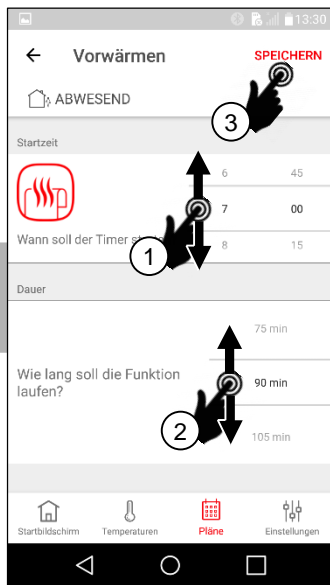 13:30
Vorwärmen
SPEICHERN
ABWESEND
3
Startzeit
6 45
7 00
Wann soll der Timer
8 15
1
Dauer
75 min
Wie lang soll die Funktion
laufen?
90 min
2
105 min
Startbildschirm Temperaturen Pläne Einstellungen